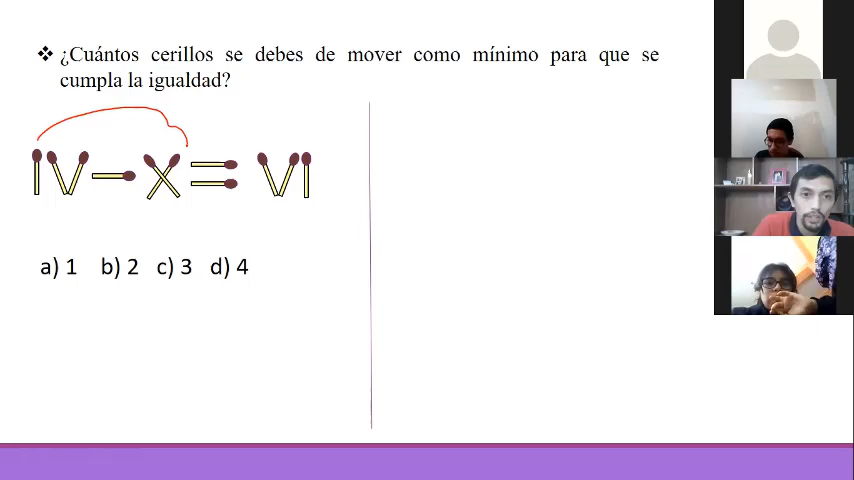 ❖ ¿Cuántos cerillos se debes de mover como mínimo para que se
cumpla la igualdad?
IV − X = VI
a) 1 b) 2 c) 3 d) 4